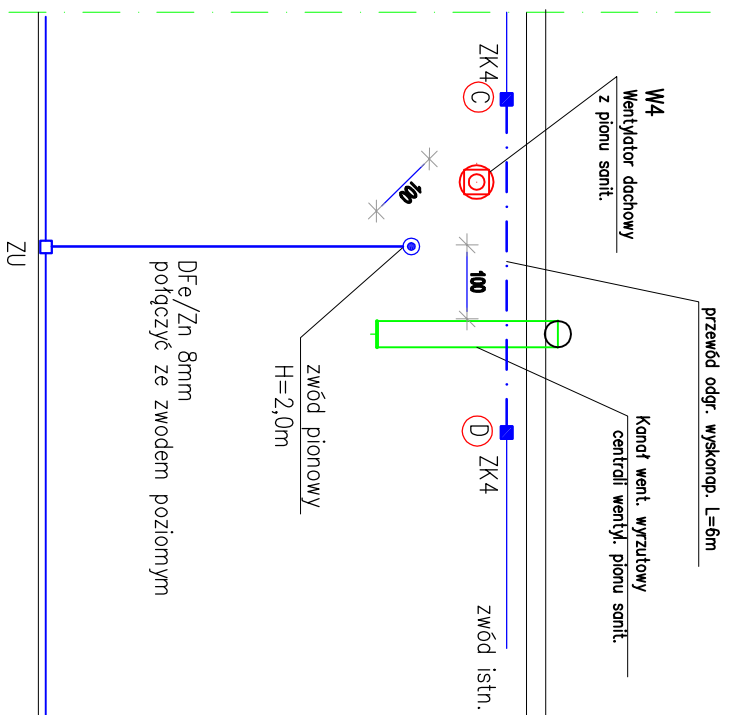 przewód odgr. wyskonap. L=6m
W4
Wentylator dachowy
z pionu sanit.
Kanał went. wyrzutowy
centrali wentyl. pionu sanit.
ZK4
C
D
ZK4
zwód istn.
100
100
zwód pionowy
H=2,0m
DFe/Zn 8mm
połączyć ze zwodem poziomym
ZU